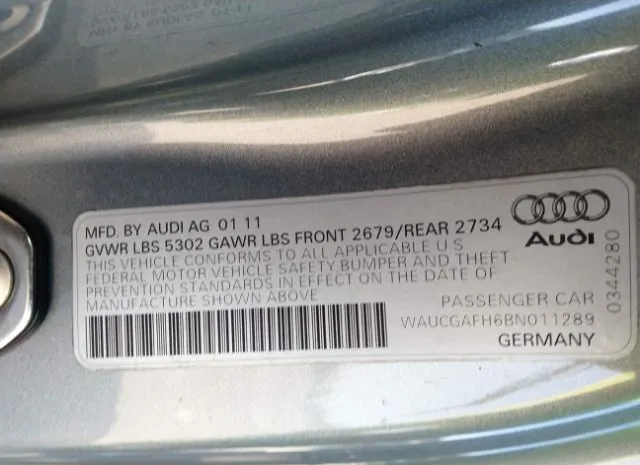 MFD. BY AUDI AG 01 11
GVWR LBS 5302 GAWR LBS FRONT 2679/REAR 2734
THIS VEHICLE CONFORMS TO ALL APPLICABLE U S
FEDERAL MOTOR VEHICLE SAFETY BUMPER AND THEFT
PREVENTION STANDARDS IN EFFECT ON THE DATE OF
MANUFACTURE SHOWN ABOVE
Audi
0344280
PASSENGER CAR
WAUCGAFH6BN011289
GERMANY